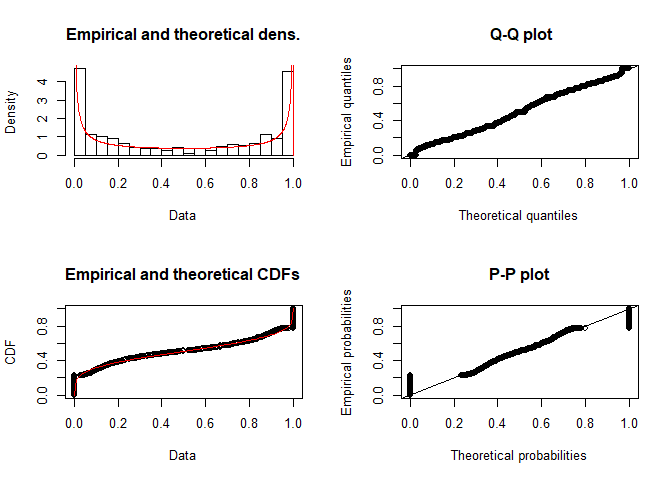 Empirical and theoretical dens.
Density
0 1 2 3 4
0.0 0.2 0.4 0.6 0.8 1.0
Data
Q-Q plot
Empirical quantiles
0.0 0.4 0.8
0.0 0.2 0.4 0.6 0.8 1.0
Theoretical quantiles
Empirical and theoretical CDFs
CDF
0.0 0.4 0.8
0.0 0.2 0.4 0.6 0.8 1.0
Data
P-P plot
Empirical probabilities
0.0 0.4 0.8
0.0 0.2 0.4 0.6 0.8 1.0
Theoretical probabilities